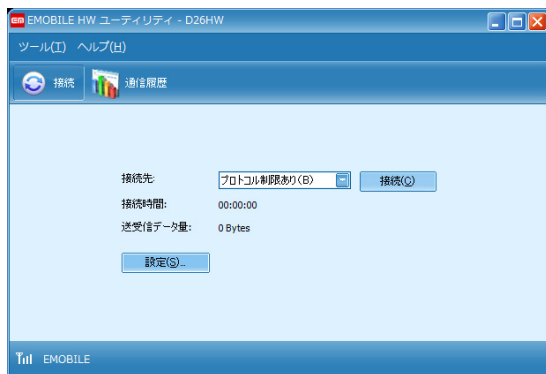 EM EMOBILE HW ユーティリティ - D26HW
ツール(T) ヘルプ(H)
接続 通信履歴
接続先: プロトコル制限あり(B) 接続(C)
接続時間: 00:00:00
送受信データ量: 0 Bytes
設定(S)...
EMOBILE